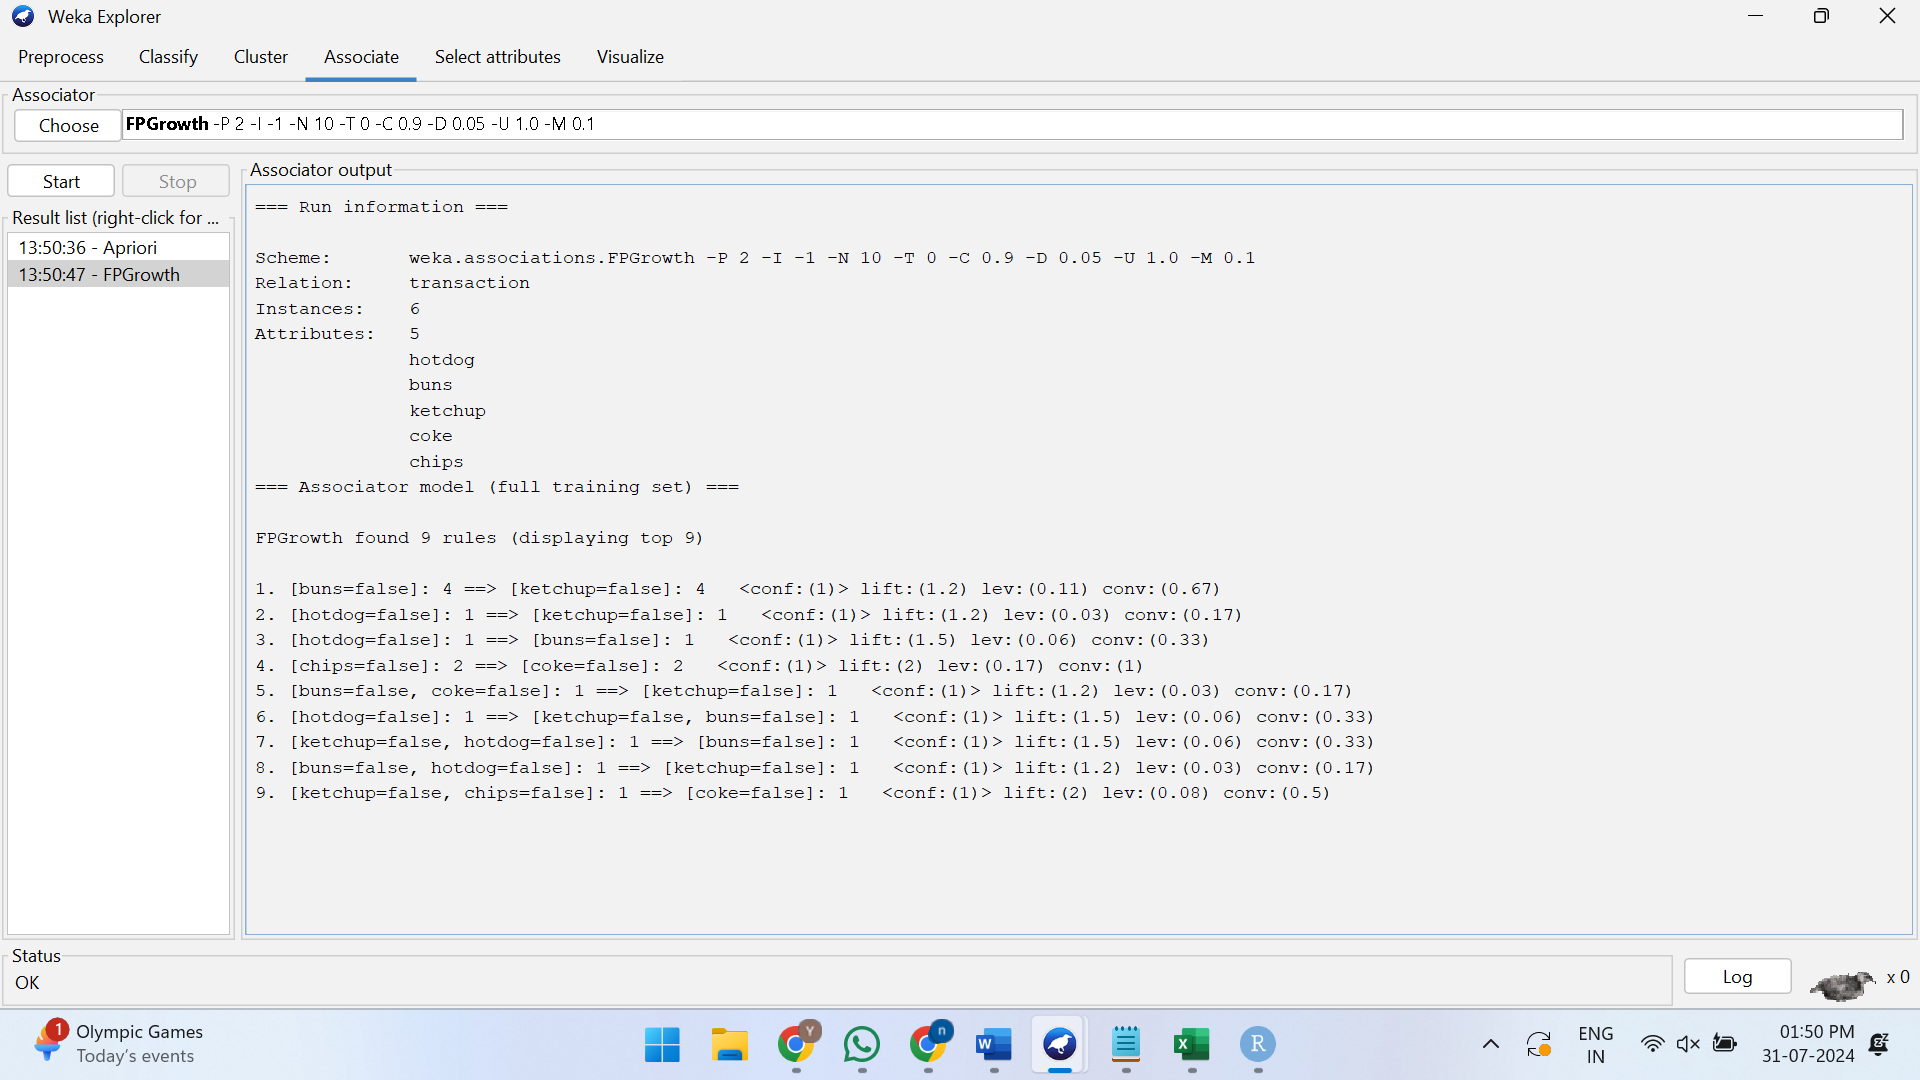 Weka Explorer
Preprocess Classify Cluster Associate Select attributes Visualize
Associator
Choose FPGrowth -P 2 -I -1 -N 10 -T 0 -C 0.9 -D 0.05 -U 1.0 -M 0.1
Start Stop
Result list (right-click for ...
13:50:36 - Apriori
13:50:47 - FPGrowth
Associator output
=== Run information ===
Scheme: weka.associations.FPGrowth -P 2 -I -1 -N 10 -T 0 -C 0.9 -D 0.05 -U 1.0 -M 0.1
Relation: transaction
Instances: 6
Attributes: 5
hotdog
buns
ketchup
coke
chips
=== Associator model (full training set) ===
FPGrowth found 9 rules (displaying top 9)
1. [buns=false]: 4 ==> [ketchup=false]: 4 <conf:(1)> lift:(1.2) lev:(0.11) conv:(0.67)
2. [hotdog=false]: 1 ==> [ketchup=false]: 1 <conf:(1)> lift:(1.2) lev:(0.03) conv:(0.17)
3. [hotdog=false]: 1 ==> [buns=false]: 1 <conf:(1)> lift:(1.5) lev:(0.06) conv:(0.33)
4. [chips=false]: 2 ==> [coke=false]: 2 <conf:(1)> lift:(2) lev:(0.17) conv:(1)
5. [buns=false, coke=false]: 1 ==> [ketchup=false]: 1 <conf:(1)> lift:(1.2) lev:(0.03) conv:(0.17)
6. [hotdog=false]: 1 ==> [ketchup=false, buns=false]: 1 <conf:(1)> lift:(1.5) lev:(0.06) conv:(0.33)
7. [ketchup=false, hotdog=false]: 1 ==> [buns=false]: 1 <conf:(1)> lift:(1.5) lev:(0.06) conv:(0.33)
8. [buns=false, hotdog=false]: 1 ==> [ketchup=false]: 1 <conf:(1)> lift:(1.2) lev:(0.03) conv:(0.17)
9. [ketchup=false, chips=false]: 1 ==> [coke=false]: 1 <conf:(1)> lift:(2) lev:(0.08) conv:(0.5)
Status
OK
Log
x 0
1
Olympic Games
Today's events
Y
n
W
X
R
ENG
IN
01:50 PM
31-07-2024